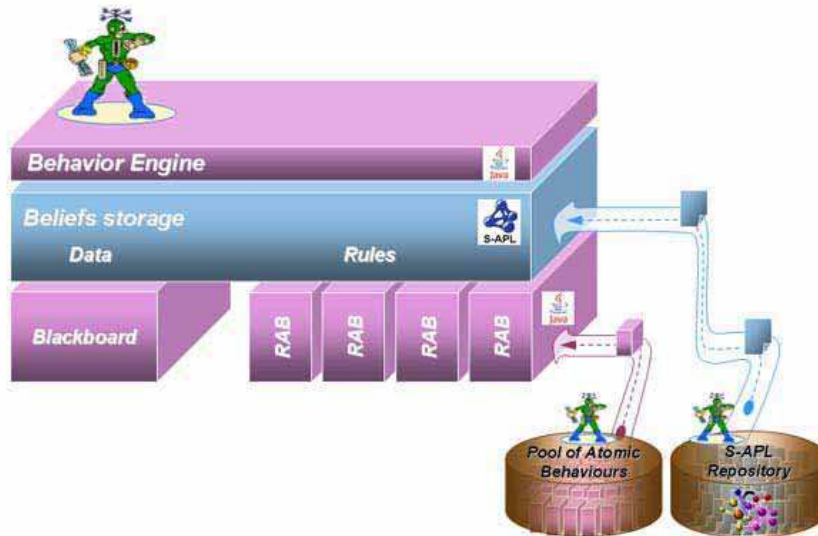 Behavior Engine
Java
Beliefs storage
S-APL
Data
Rules
Blackboard
RAB
RAB
RAB
RAB
Java
Pool of Atomic
Behaviours
S-APL
Repository